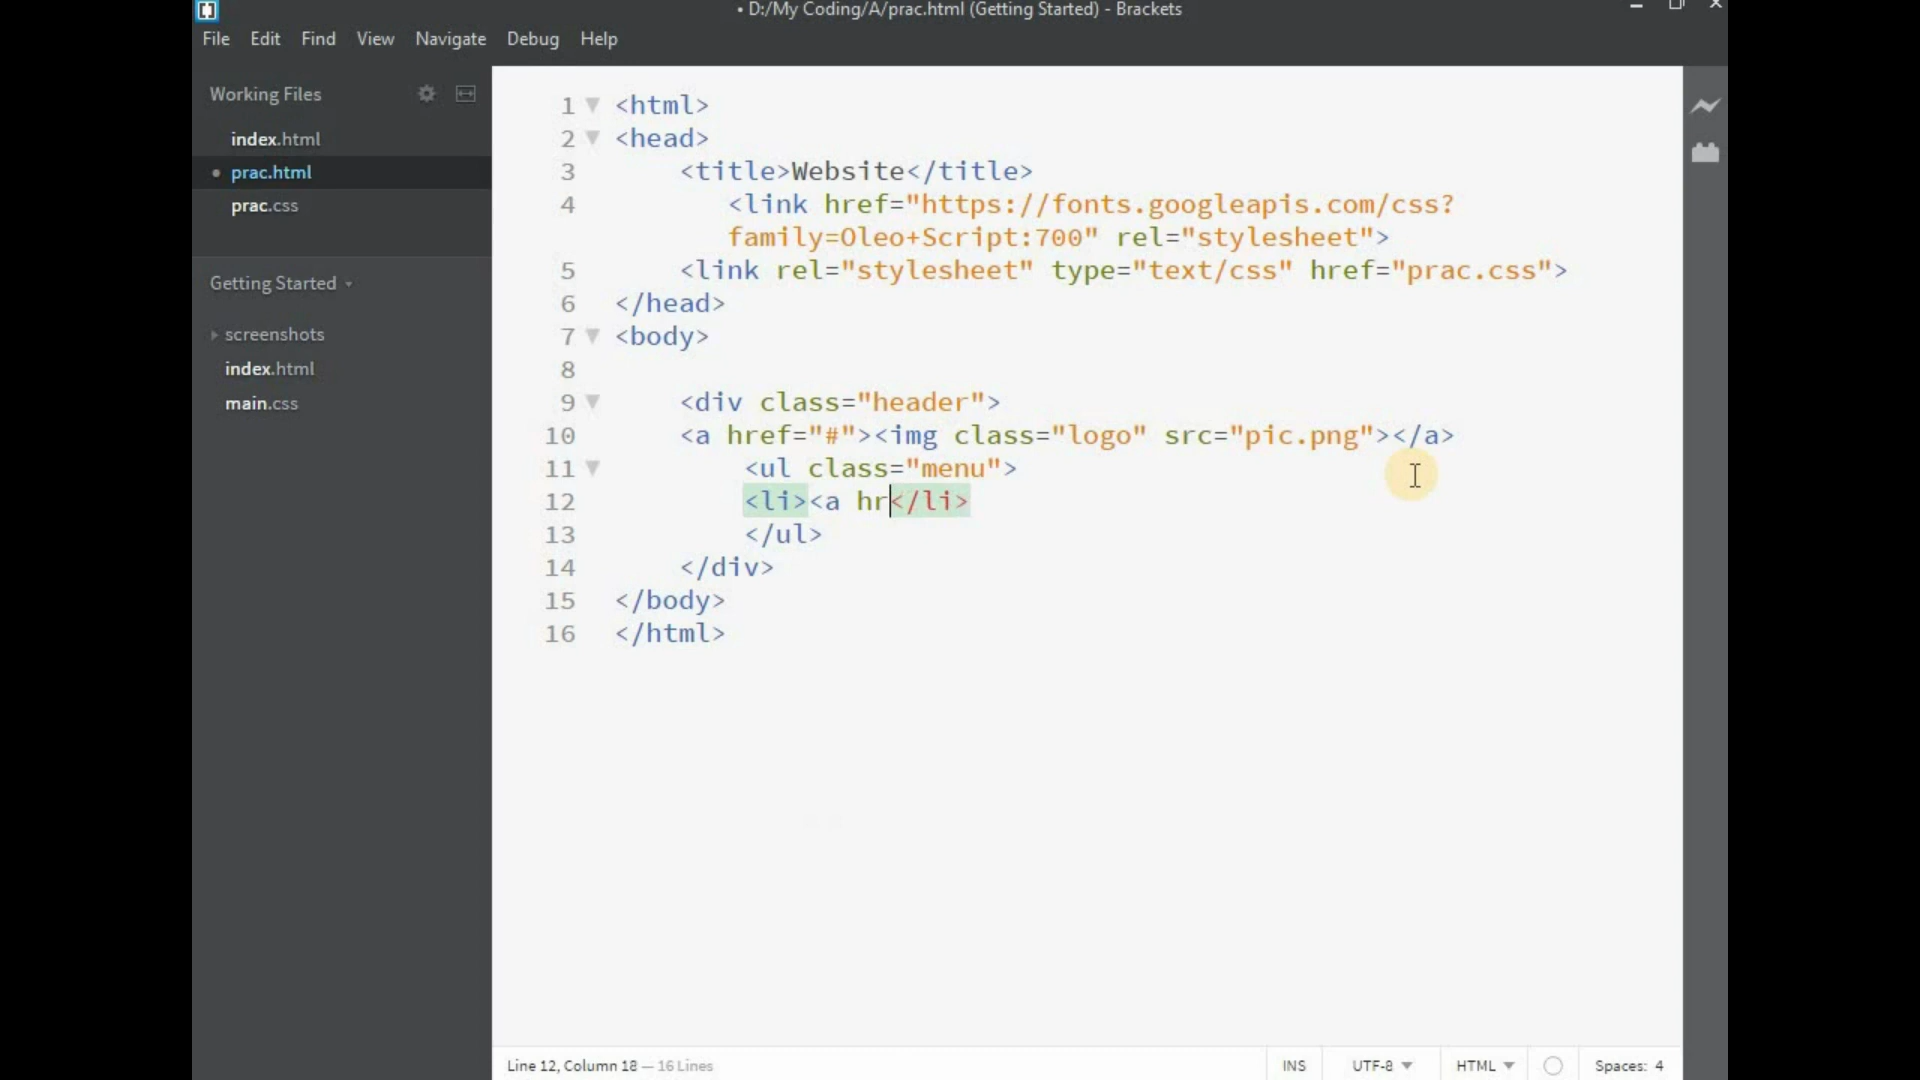 • D:/My Coding/A/prac.html (Getting Started) - Brackets
File Edit Find View Navigate Debug Help
Working Files
index.html
• prac.html
prac.css
Getting Started
screenshots
index.html
main.css
1 <html>
2 <head>
3 <title>Website</title>
4 <link href="https://fonts.googleapis.com/css?
family=Oleo+Script:700" rel="stylesheet">
5 <link rel="stylesheet" type="text/css" href="prac.css">
6 </head>
7 <body>
8
9 <div class="header">
10 <a href="#"><img class="logo" src="pic.png"></a>
11 <ul class="menu">
12 <li><a hr</li>
13 </ul>
14 </div>
15 </body>
16 </html>
Line 12, Column 18 — 16 Lines INS UTF-8 HTML Spaces: 4